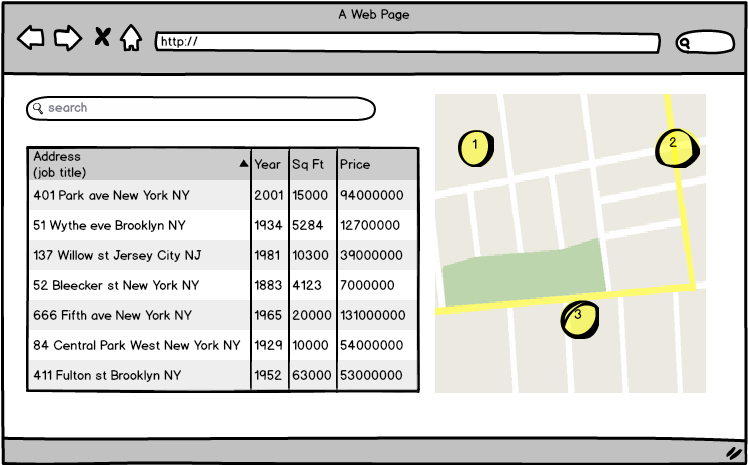 A Web Page
http://
search
Address
(job title)
Year
Sq Ft
Price
401 Park ave New York NY 2001 15000 94000000
51 Wythe eve Brooklyn NY 1934 5284 12700000
137 Willow st Jersey City NJ 1981 10300 39000000
52 Bleecker st New York NY 1883 4123 7000000
666 Fifth ave New York NY 1965 20000 131000000
84 Central Park West New York NY 1929 10000 54000000
411 Fulton st Brooklyn NY 1952 63000 53000000
1
2
3